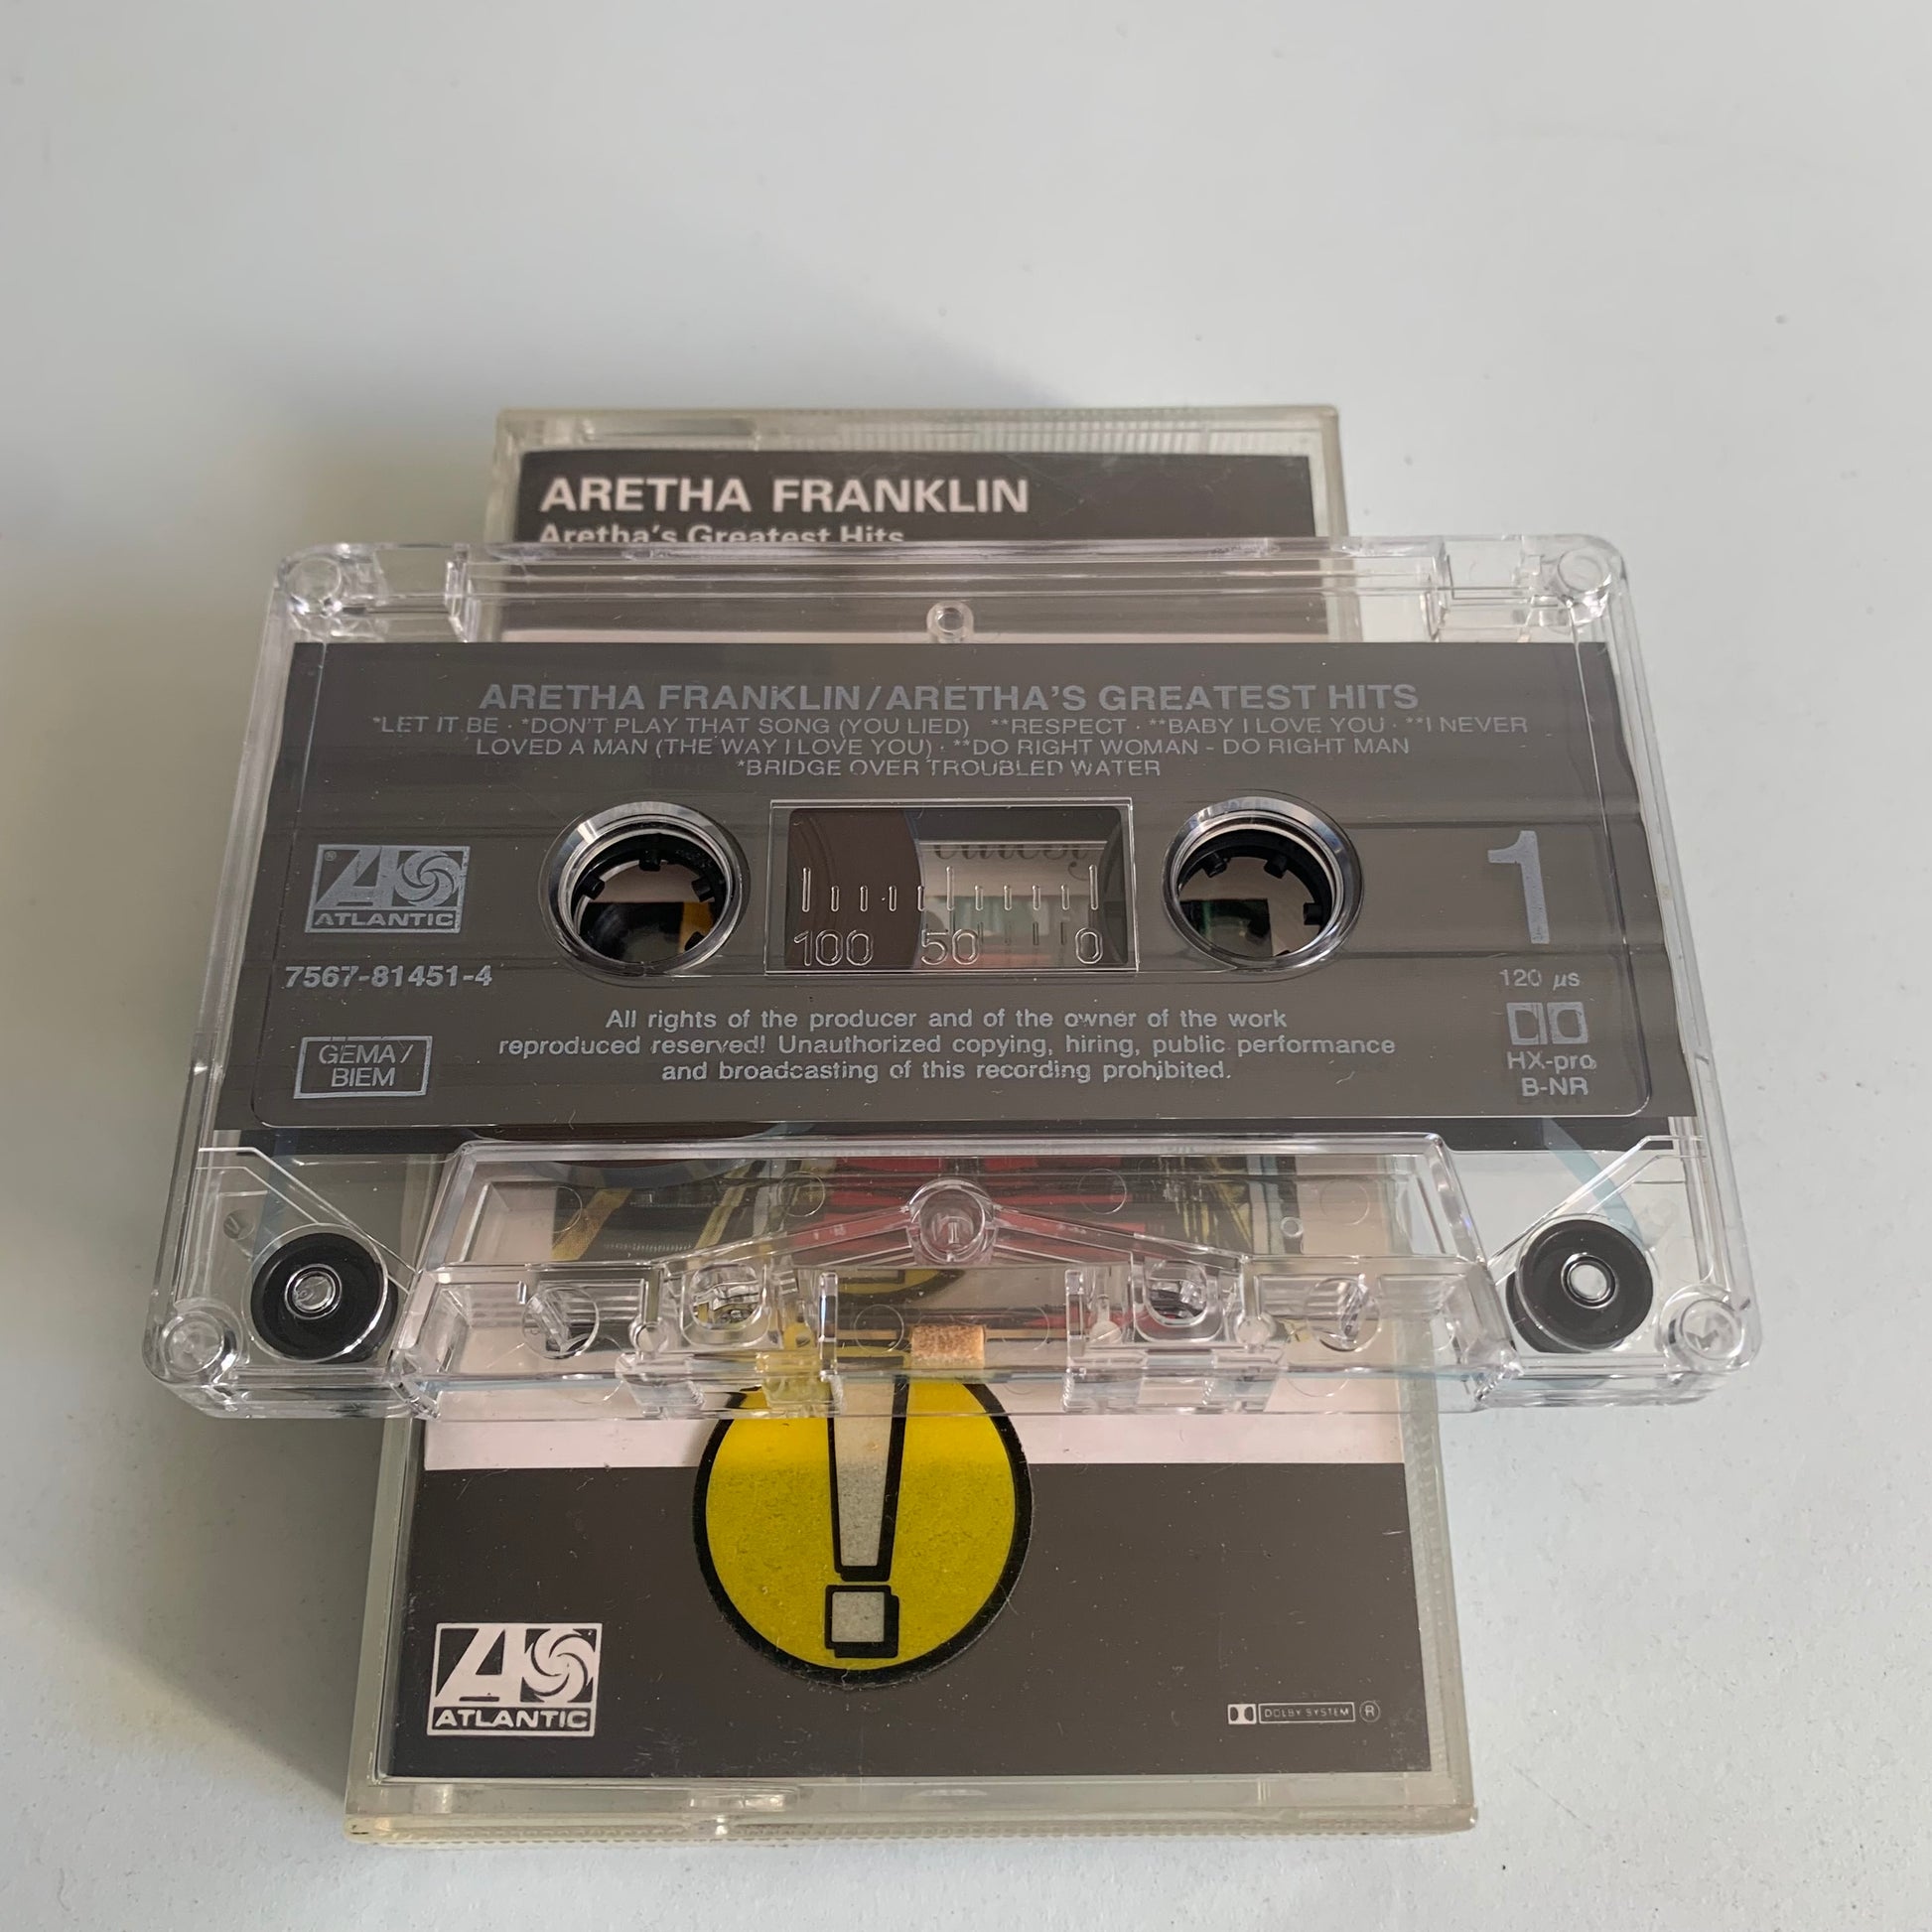 ARETHA FRANKLIN
Aretha's Greatest Hits
ARETHA FRANKLIN/ARETHA'S GREATEST HITS
*LET IT BE · *DON'T PLAY THAT SONG (YOU LIED) **RESPECT · **BABY I LOVE YOU · **I NEVER
LOVED A MAN (THE WAY I LOVE YOU) · **DO RIGHT WOMAN - DO RIGHT MAN
*BRIDGE OVER TROUBLED WATER
® ATLANTIC
1
100 50 0
7567-81451-4
120 µs
All rights of the producer and of the owner of the work
reproduced reserved! Unauthorized copying, hiring, public performance
and broadcasting of this recording prohibited.
GEMA/
BIEM
HX-pro
B-NR
!
ATLANTIC
DOLBY SYSTEM ®